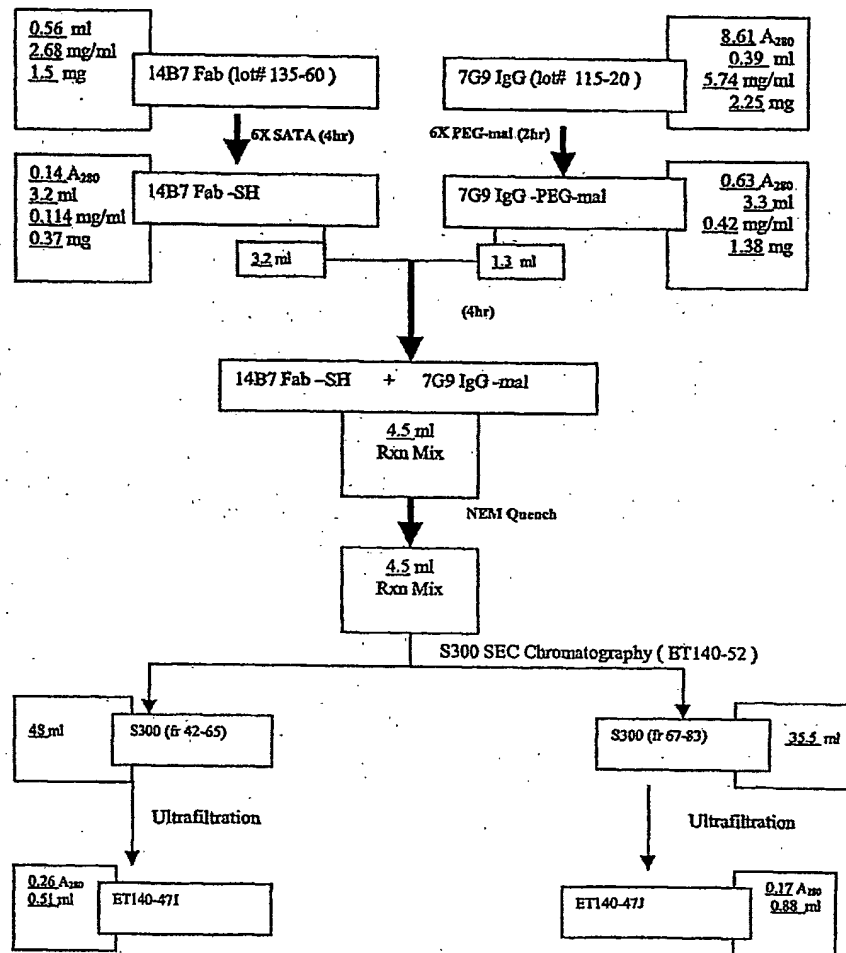 0.56 ml
2.68 mg/ml
1.5 mg
14B7 Fab (lot# 135-60 )
7G9 IgG (lot# 115-20 )
8.61 A280
0.39 ml
5.74 mg/ml
2.25 mg
6X SATA (4hr)
6X PEG-mal (2hr)
0.14 A280
3.2 ml
0.114 mg/ml
0.37 mg
14B7 Fab -SH
7G9 IgG -PEG-mal
0.63 A280
3.3 ml
0.42 mg/ml
1.38 mg
3.2 ml
1.3 ml
(4hr)
14B7 Fab –SH + 7G9 IgG -mal
4.5 ml
Rxn Mix
NEM Quench
4.5 ml
Rxn Mix
S300 SEC Chromatography ( ET140-52 )
48 ml
S300 (fr 42-65)
S300 (fr 67-83)
35.5 ml
Ultrafiltration
Ultrafiltration
0.26 A280
0.51 ml
ET140-47I
ET140-47J
0.17 A280
0.88 ml